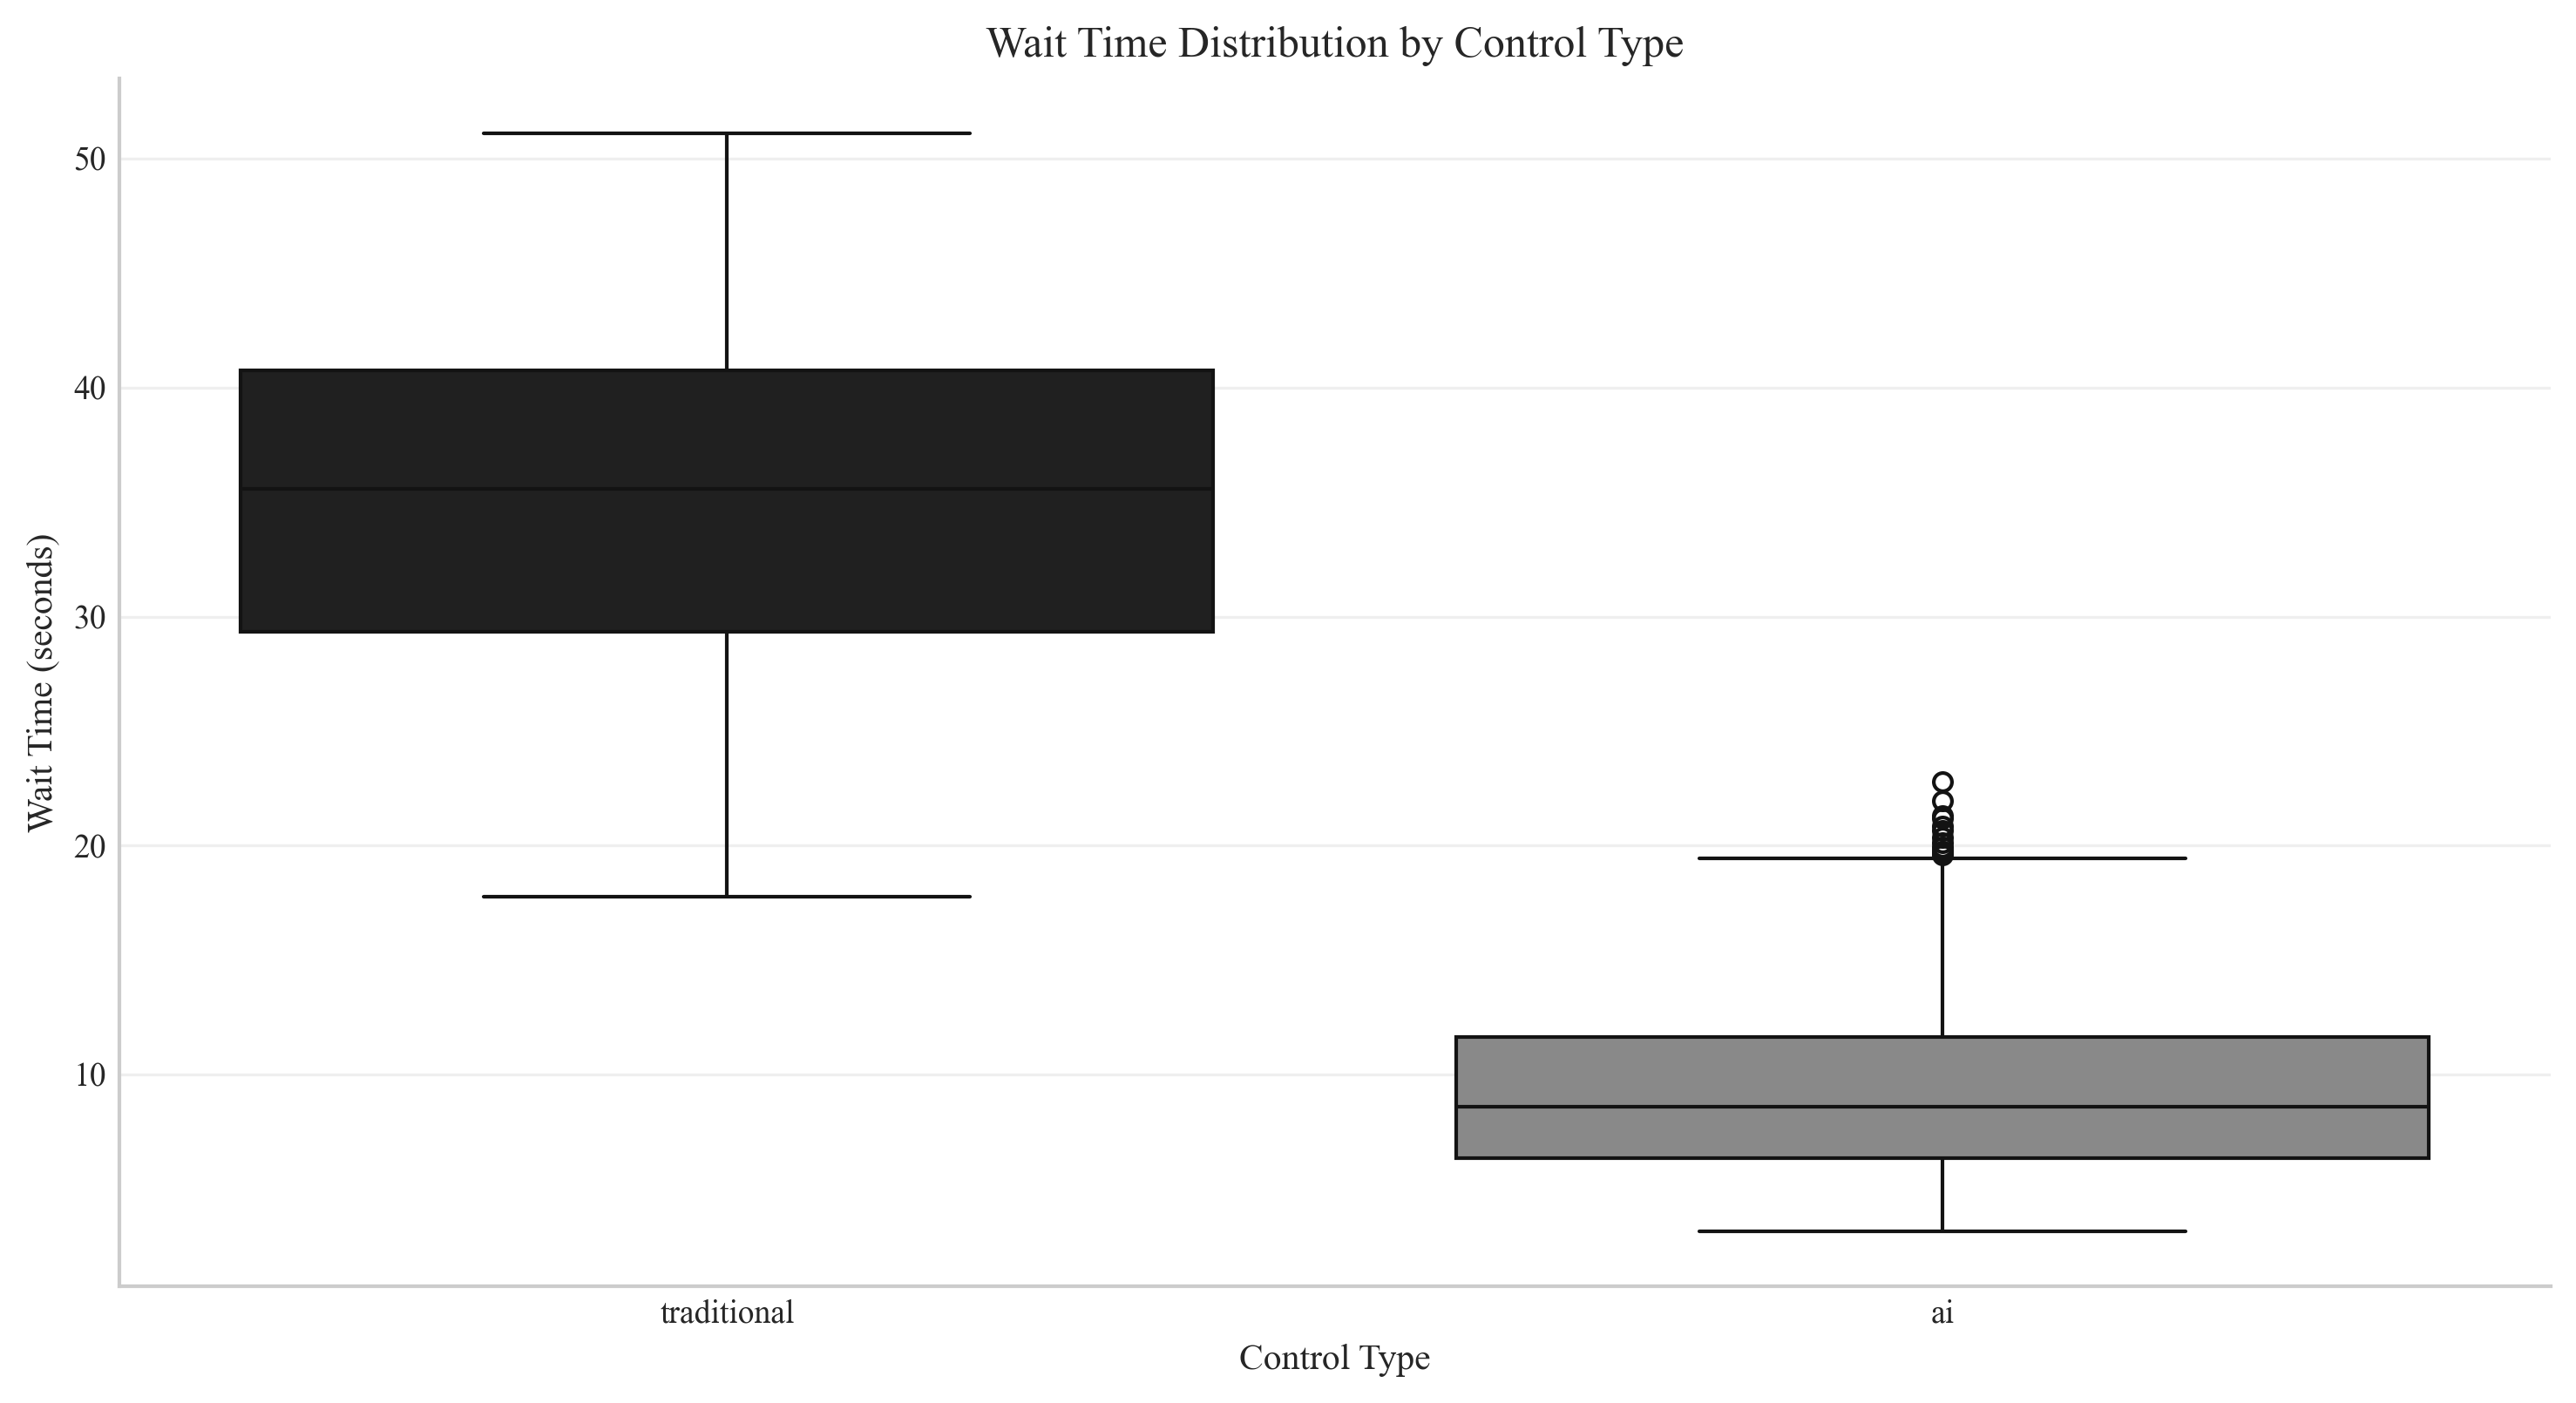 Wait Time Distribution by Control Type
50
40
30
20
10
Wait Time (seconds)
traditional
ai
Control Type